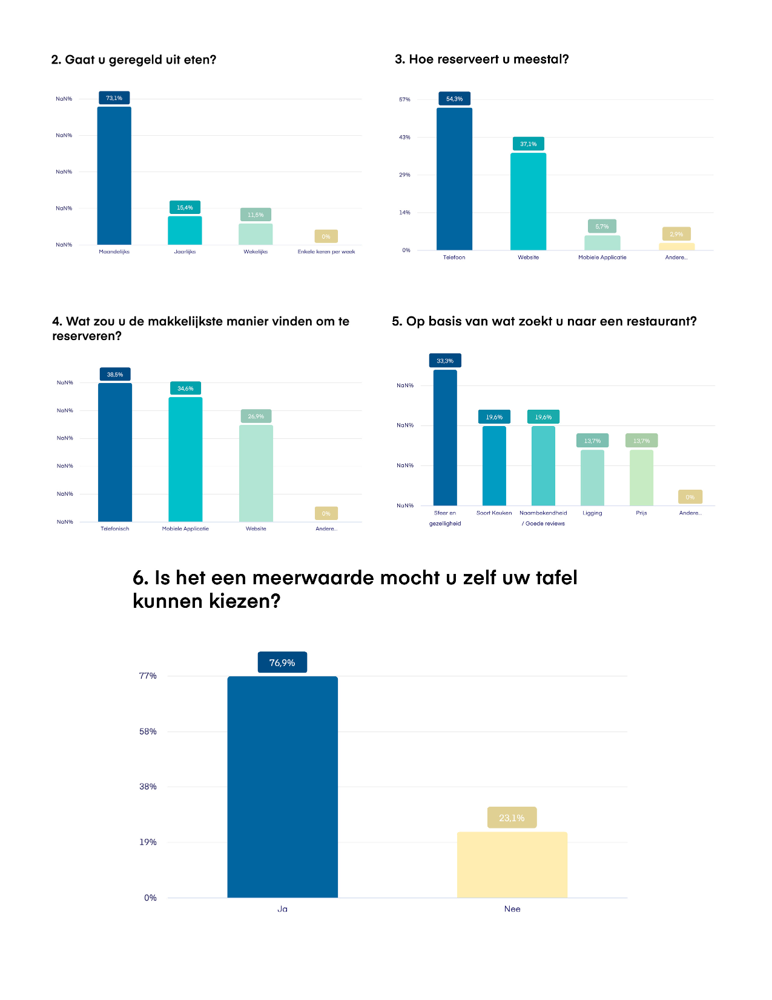 2. Gaat u geregeld uit eten?
NaN%
NaN%
NaN%
NaN%
NaN%
73,1%
15,4%
11,5%
0%
Maandelijks
Jaarlijks
Wekelijks
Enkele keren per week
3. Hoe reserveert u meestal?
57%
43%
29%
14%
0%
54,3%
37,1%
5,7%
2,9%
Telefoon
Website
Mobiele Applicatie
Andere...
4. Wat zou u de makkelijkste manier vinden om te
reserveren?
NaN%
NaN%
NaN%
NaN%
NaN%
NaN%
38,5%
34,6%
26,9%
0%
Telefonisch
Mobiele Applicatie
Website
Andere...
5. Op basis van wat zoekt u naar een restaurant?
NaN%
NaN%
NaN%
NaN%
33,3%
19,6%
19,6%
13,7%
13,7%
0%
Sfeer en
gezelligheid
Soort Keuken
Naambekendheid
/ Goede reviews
Ligging
Prijs
Andere...
6. Is het een meerwaarde mocht u zelf uw tafel
kunnen kiezen?
77%
58%
38%
19%
0%
76,9%
23,1%
Ja
Nee